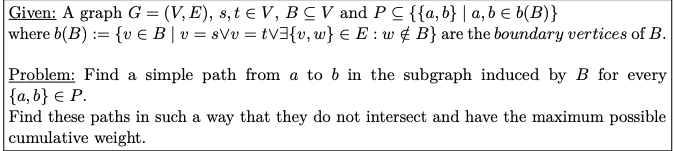 Given: A graph G = (V, E), s, t ∈ V, B ⊆ V and P ⊆ {{a, b} | a, b ∈ b(B)}
where b(B) := {v ∈ B | v = s∨v = t∨∃{v, w} ∈ E : w ∉ B} are the boundary vertices of B.
Problem: Find a simple path from a to b in the subgraph induced by B for every
{a, b} ∈ P.
Find these paths in such a way that they do not intersect and have the maximum possible
cumulative weight.